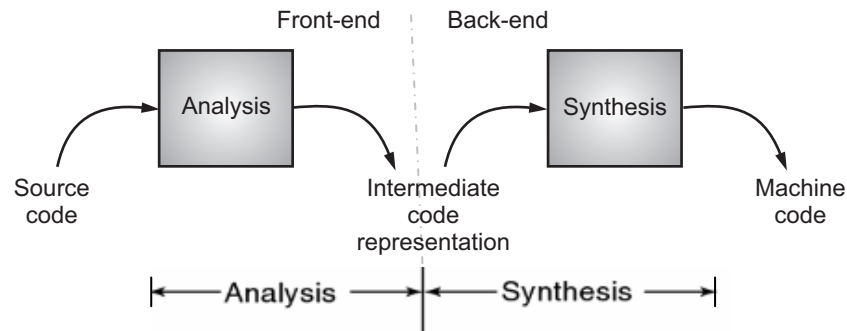 Front-end
Back-end
Analysis
Synthesis
Source
code
Intermediate
code
representation
Machine
code
Analysis
Synthesis